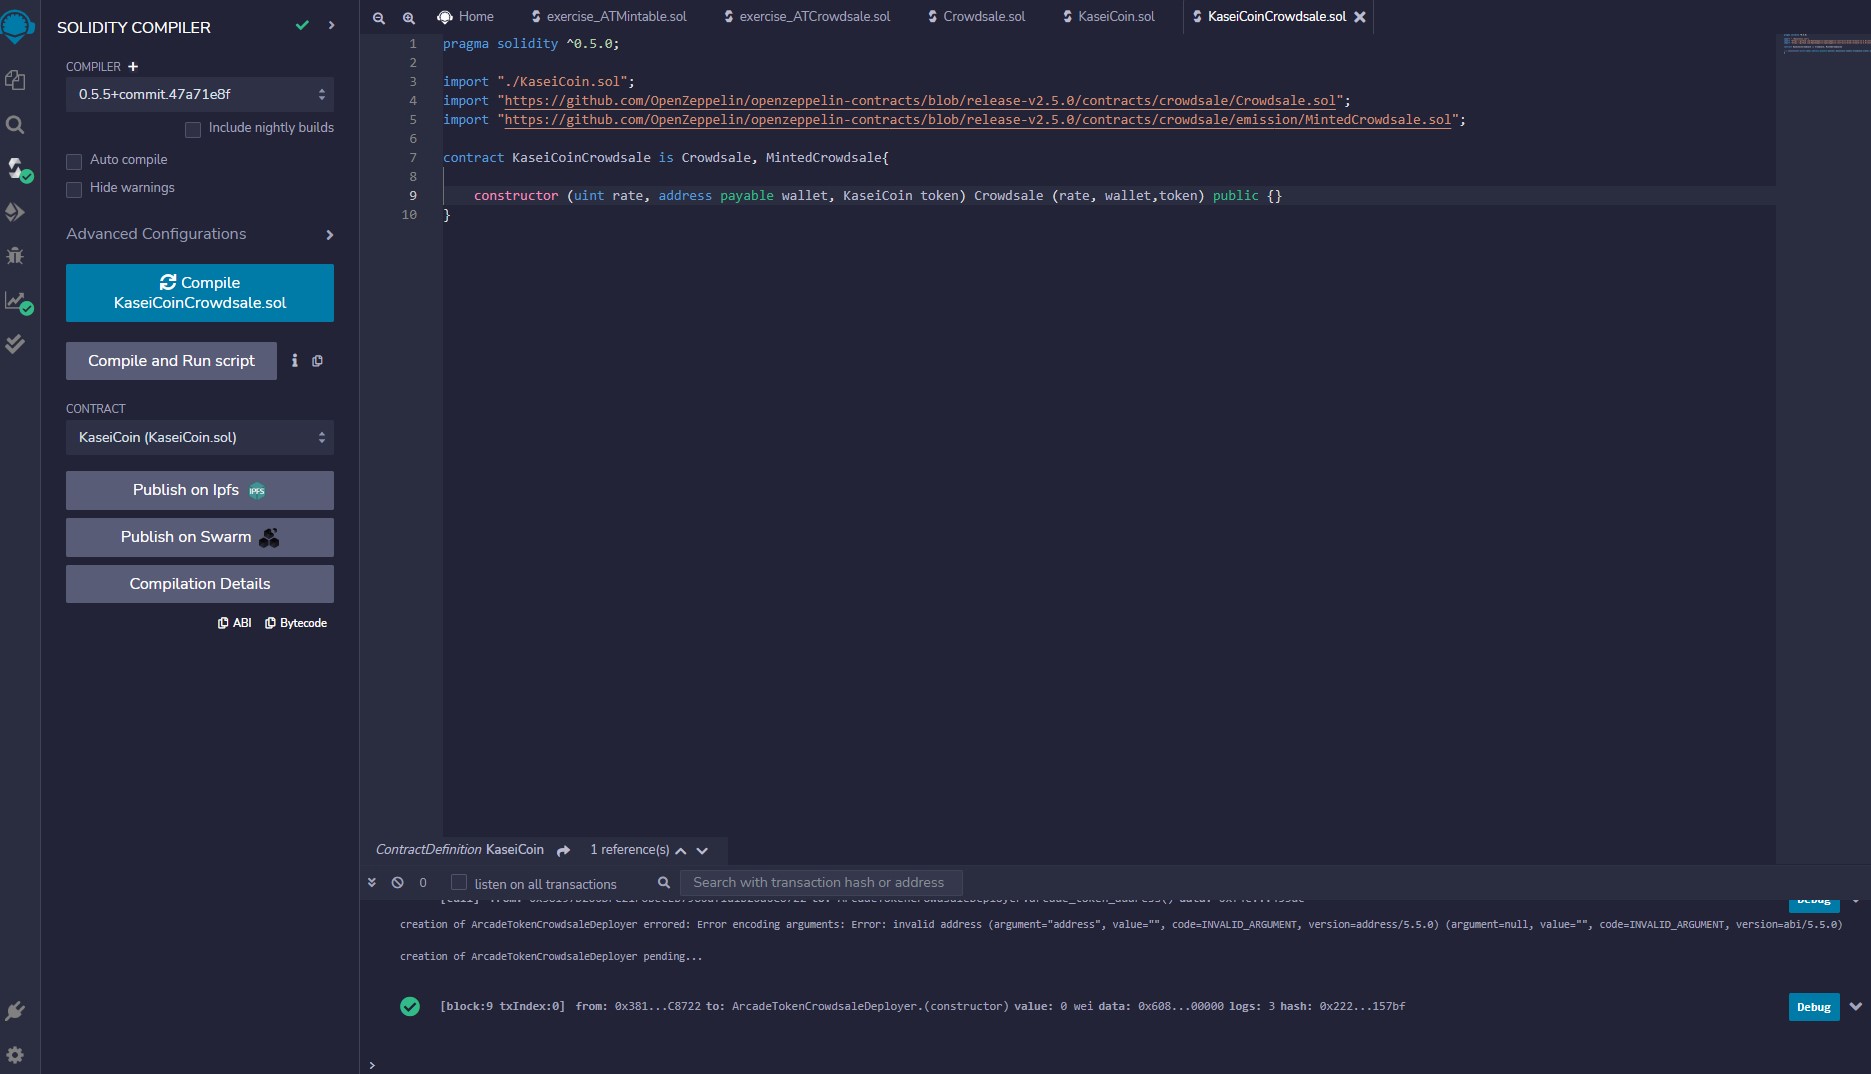 SOLIDITY COMPILER
COMPILER +
0.5.5+commit.47a71e8f
Include nightly builds
Auto compile
Hide warnings
Advanced Configurations
Compile
KaseiCoinCrowdsale.sol
Compile and Run script
CONTRACT
KaseiCoin (KaseiCoin.sol)
Publish on Ipfs IPFS
Publish on Swarm
Compilation Details
ABI Bytecode
Home exercise_ATMintable.sol exercise_ATCrowdsale.sol Crowdsale.sol KaseiCoin.sol KaseiCoinCrowdsale.sol
1 pragma solidity ^0.5.0;
2
3 import "./KaseiCoin.sol";
4 import "https://github.com/OpenZeppelin/openzeppelin-contracts/blob/release-v2.5.0/contracts/crowdsale/Crowdsale.sol";
5 import "https://github.com/OpenZeppelin/openzeppelin-contracts/blob/release-v2.5.0/contracts/crowdsale/emission/MintedCrowdsale.sol";
6
7 contract KaseiCoinCrowdsale is Crowdsale, MintedCrowdsale{
8
9 constructor (uint rate, address payable wallet, KaseiCoin token) Crowdsale (rate, wallet,token) public {}
10 }
ContractDefinition KaseiCoin 1 reference(s)
0 listen on all transactions Search with transaction hash or address
Debug
creation of ArcadeTokenCrowdsaleDeployer errored: Error encoding arguments: Error: invalid address (argument="address", value="", code=INVALID_ARGUMENT, version=address/5.5.0) (argument=null, value="", code=INVALID_ARGUMENT, version=abi/5.5.0)
creation of ArcadeTokenCrowdsaleDeployer pending...
[block:9 txIndex:0] from: 0x381...C8722 to: ArcadeTokenCrowdsaleDeployer.(constructor) value: 0 wei data: 0x608...00000 logs: 3 hash: 0x222...157bf
Debug
>